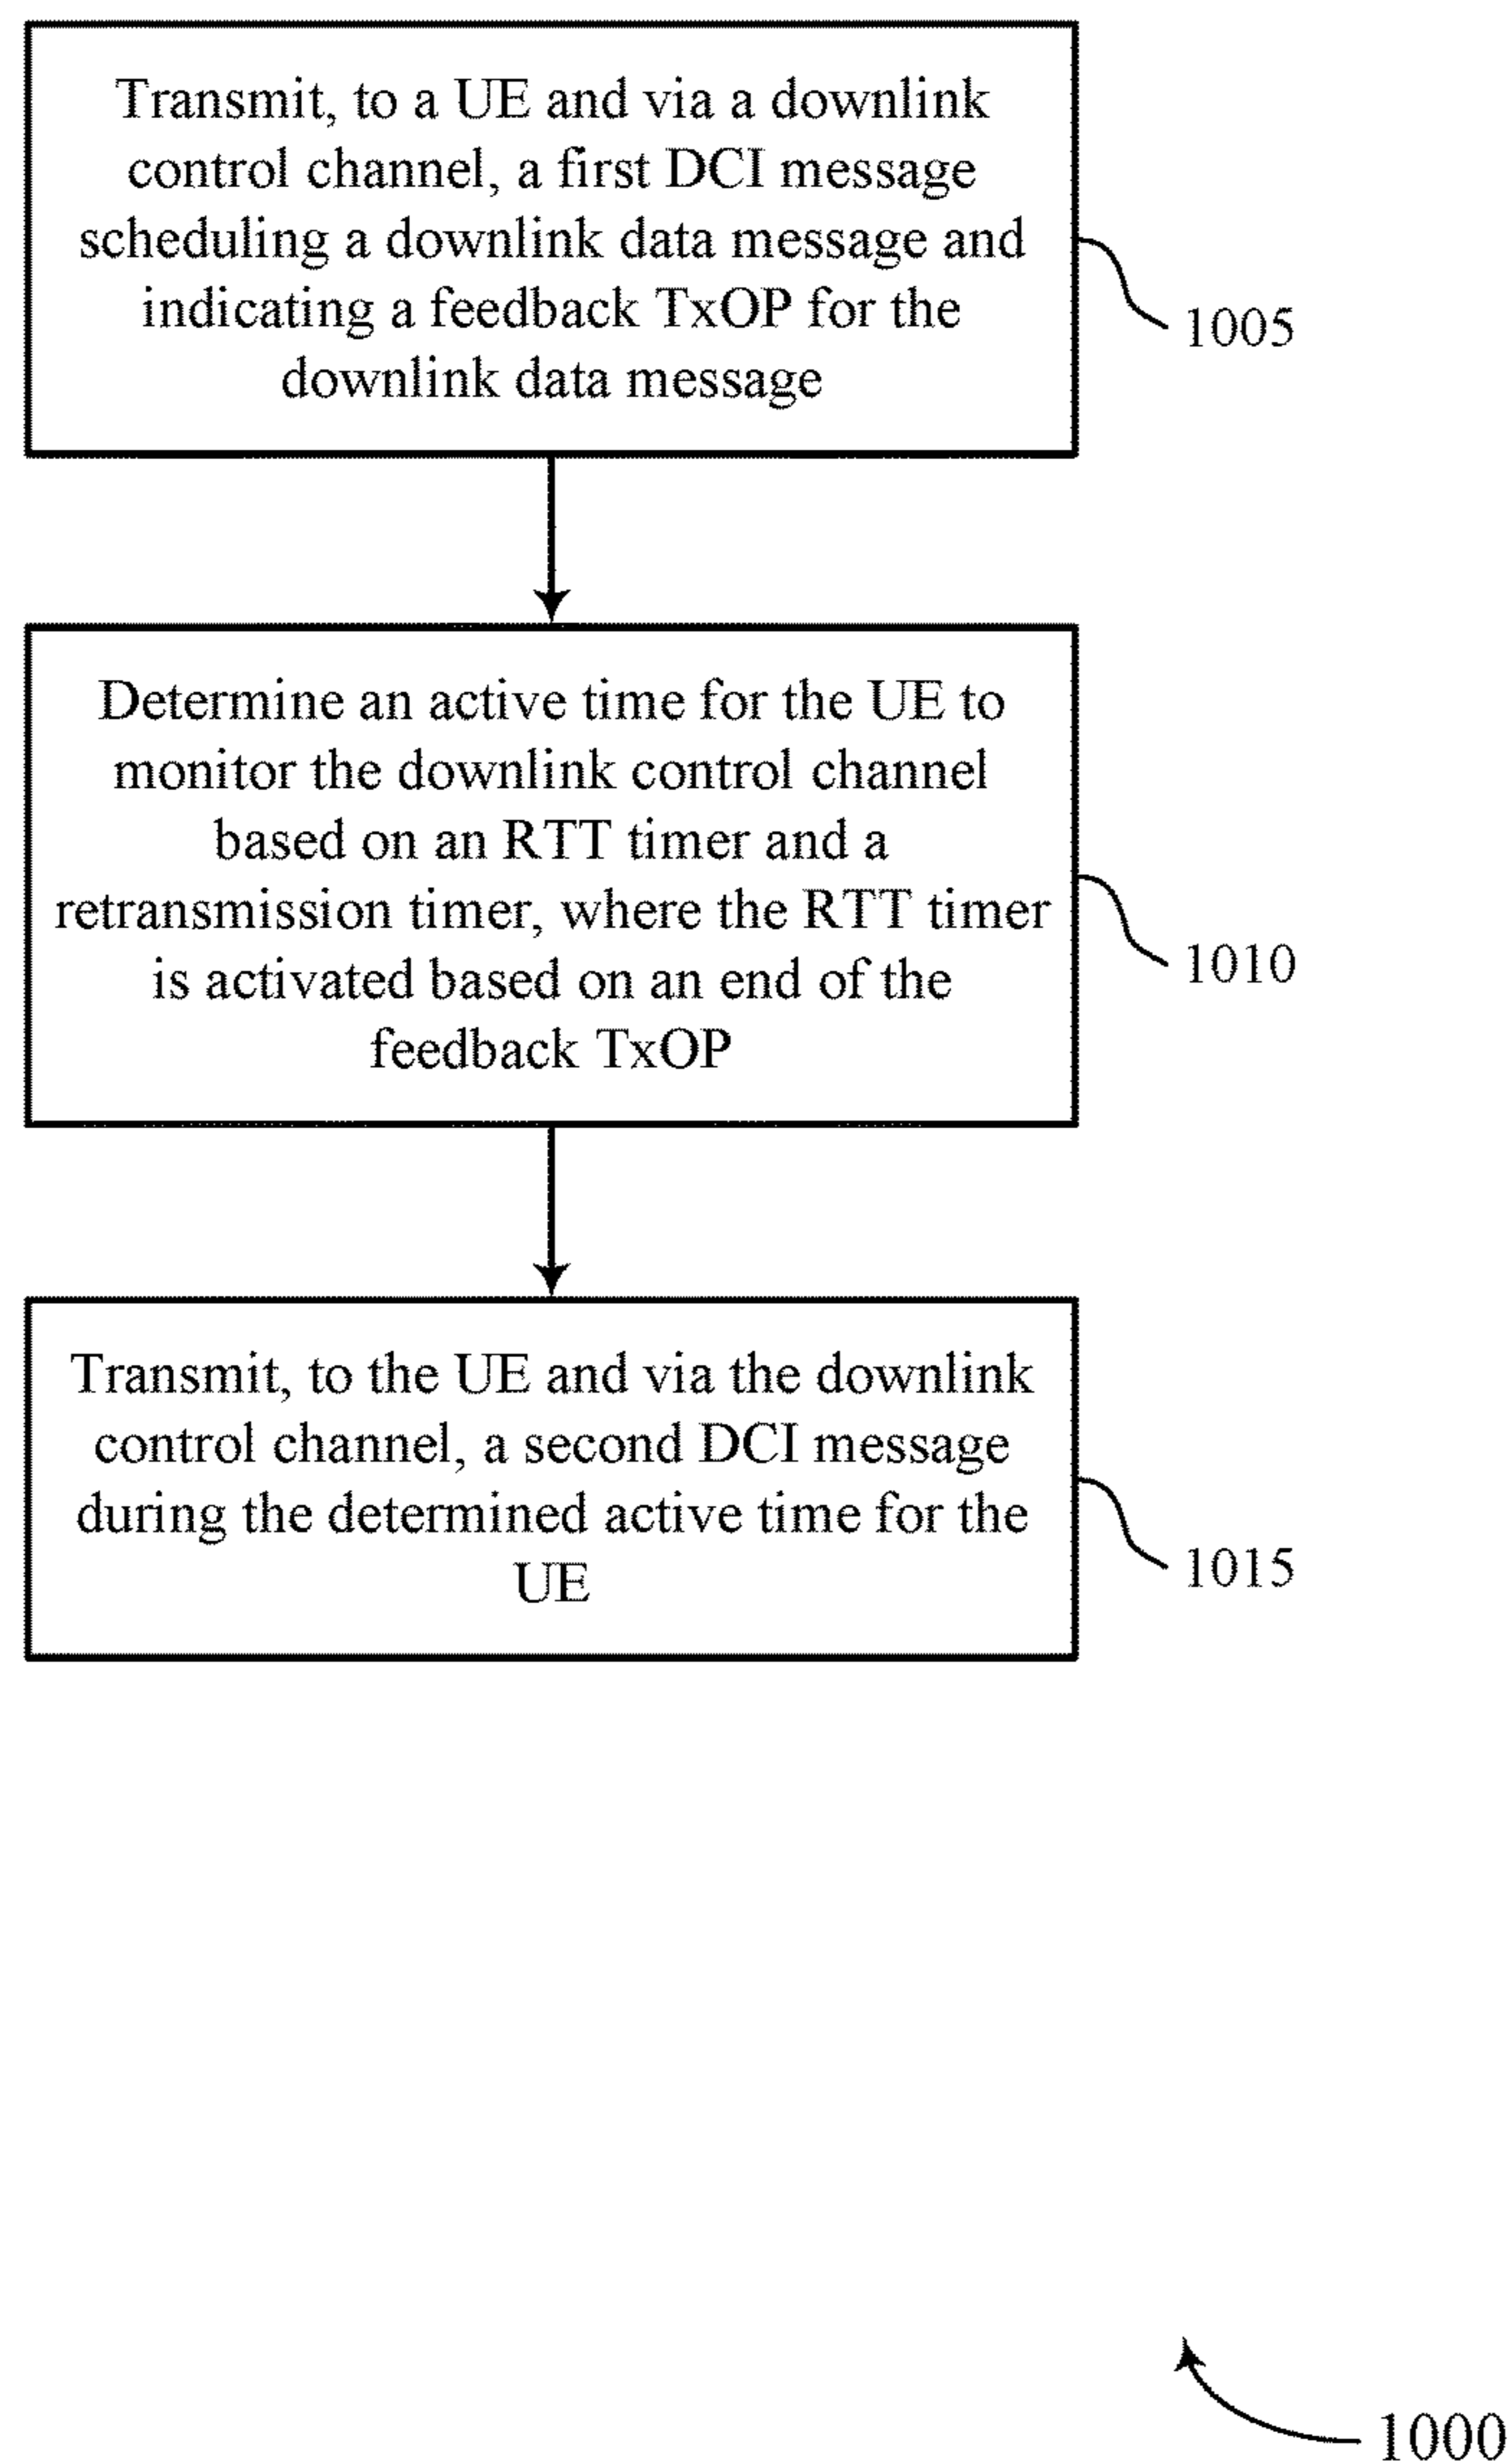 Transmit, to a UE and via a downlink
control channel, a first DCI message
scheduling a downlink data message and
indicating a feedback TxOP for the
downlink data message
1005
Determine an active time for the UE to
monitor the downlink control channel
based on an RTT timer and a
retransmission timer, where the RTT timer
is activated based on an end of the
feedback TxOP
1010
Transmit, to the UE and via the downlink
control channel, a second DCI message
during the determined active time for the
UE
1015
1000